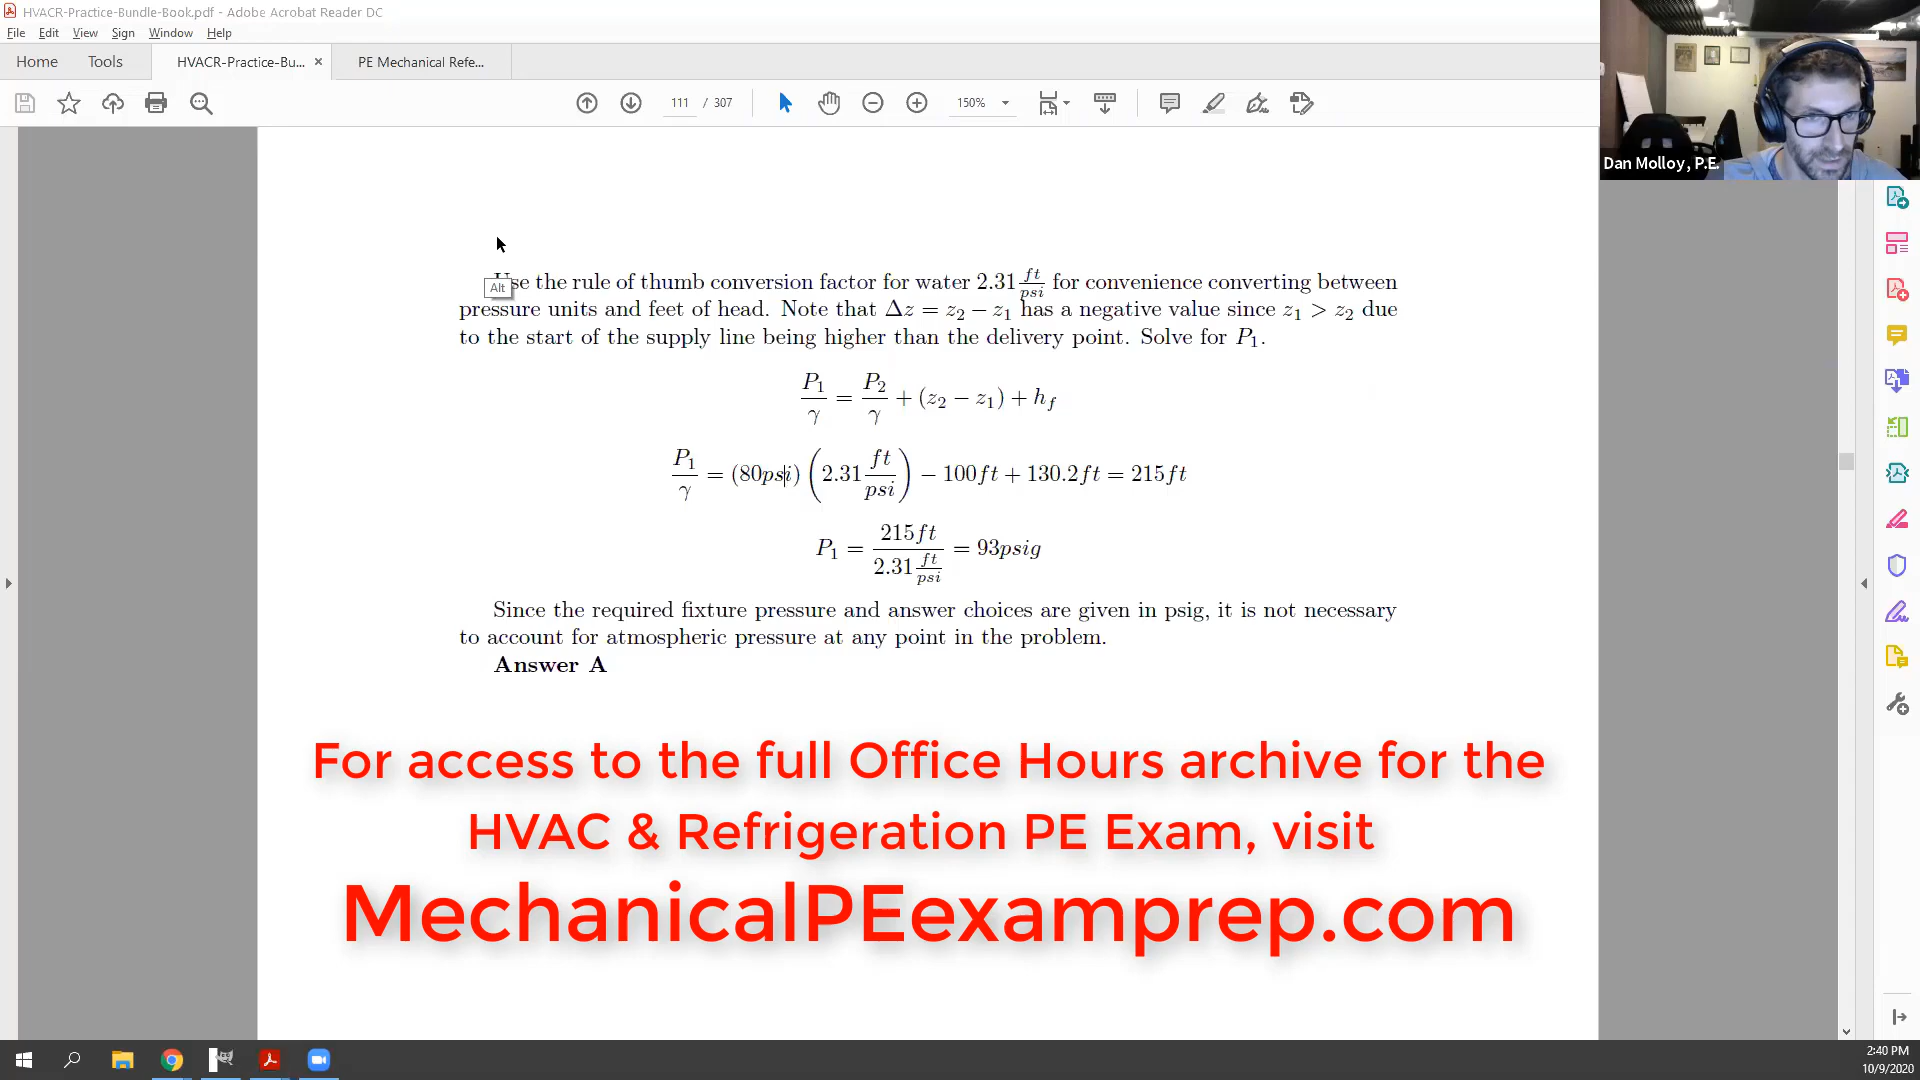 HVACR-Practice-Bundle-Book.pdf - Adobe Acrobat Reader DC
File Edit View Sign Window Help
Home Tools HVACR-Practice-Bu... × PE Mechanical Refe...
111 / 307 150%
Dan Molloy, P.E.
Use the rule of thumb conversion factor for water 2.31 ft/psi for convenience converting between
Alt
pressure units and feet of head. Note that Δz = z₂ − z₁ has a negative value since z₁ > z₂ due
to the start of the supply line being higher than the delivery point. Solve for P₁.
P₁/γ = P₂/γ + (z₂ − z₁) + h_f
P₁/γ = (80psi) (2.31 ft/psi) − 100ft + 130.2ft = 215ft
P₁ = 215ft / 2.31 ft/psi = 93psig
Since the required fixture pressure and answer choices are given in psig, it is not necessary
to account for atmospheric pressure at any point in the problem.
Answer A
For access to the full Office Hours archive for the
HVAC & Refrigeration PE Exam, visit
MechanicalPEexamprep.com
2:40 PM
10/9/2020